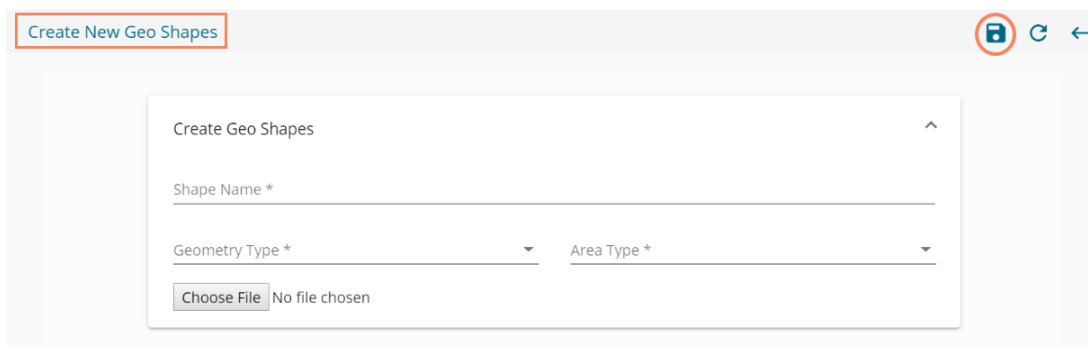 Create New Geo Shapes
Create Geo Shapes
Shape Name *
Geometry Type *
Area Type *
Choose File No file chosen